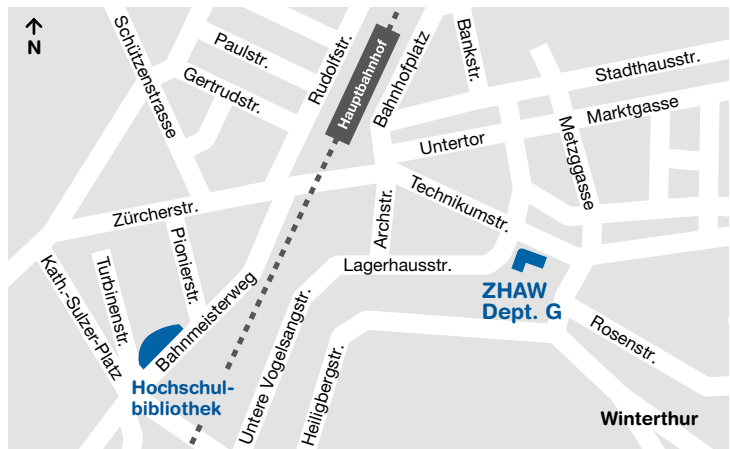 N
Schützenstrasse
Paulstr.
Gertrudstr.
Rudolfstr.
Hauptbahnhof
Bahnhofplatz
Bankstr.
Stadthausstr.
Marktgasse
Metzggasse
Untertor
Technikumstr.
Archstr.
Zürcherstr.
Pionierstr.
Turbinenstr.
Kath.-Sulzer-Platz
Bahnmeisterweg
Lagerhausstr.
ZHAW
Dept. G
Rosenstr.
Untere Vogelsangstr.
Heiligbergstr.
Hochschul-
bibliothek
Winterthur